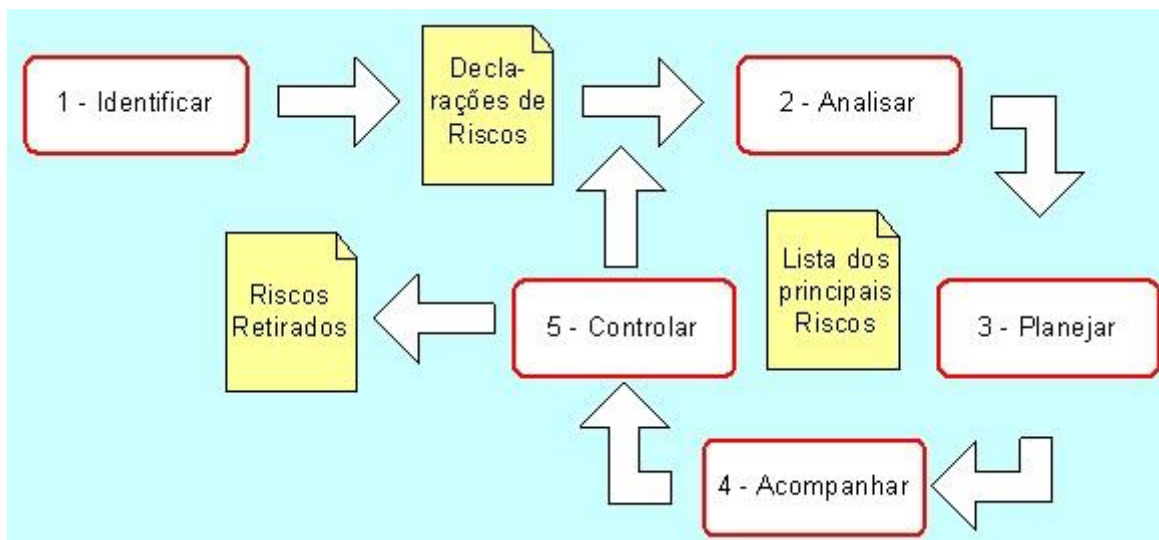 1 - Identificar
Decla-
rações de
Riscos
2 - Analisar
Lista dos
principais
Riscos
3 - Planejar
4 - Acompanhar
5 - Controlar
Riscos
Retirados